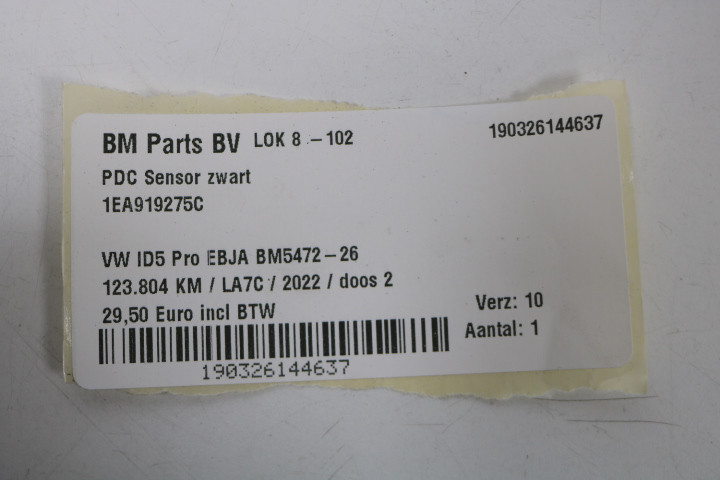 BM Parts BV LOK 8 -102 190326144637
PDC Sensor zwart
1EA919275C
VW ID5 Pro EBJA BM5472-26
123.804 KM / LA7C / 2022 / doos 2
29,50 Euro incl BTW
Verz: 10
Aantal: 1
190326144637